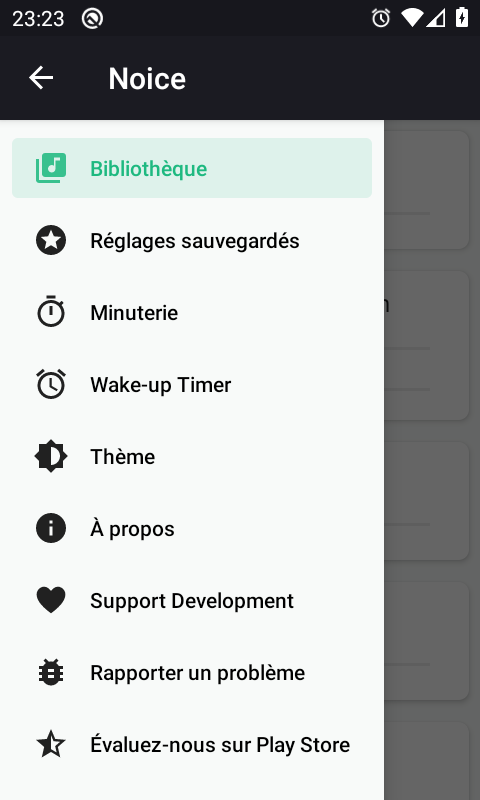 23:23
Noice
Bibliothèque
Réglages sauvegardés
Minuterie
Wake-up Timer
Thème
À propos
Support Development
Rapporter un problème
Évaluez-nous sur Play Store